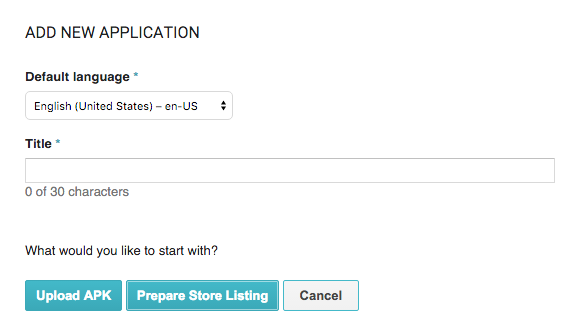 ADD NEW APPLICATION
Default language *
English (United States) – en-US
Title *
0 of 30 characters
What would you like to start with?
Upload APK Prepare Store Listing Cancel